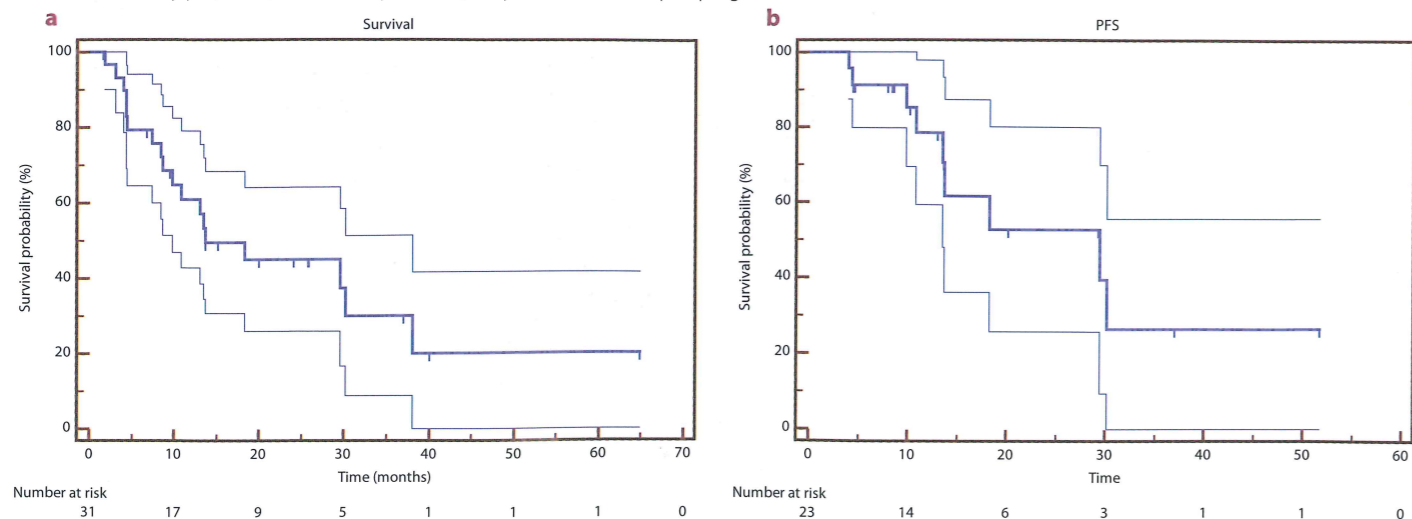 a
Survival
100
80
60
40
20
0
Survival probability (%)
0 10 20 30 40 50 60 70
Time (months)
Number at risk
31 17 9 5 1 1 1 0
b
PFS
100
80
60
40
20
0
Survival probability (%)
0 10 20 30 40 50 60
Time
Number at risk
23 14 6 3 1 1 0